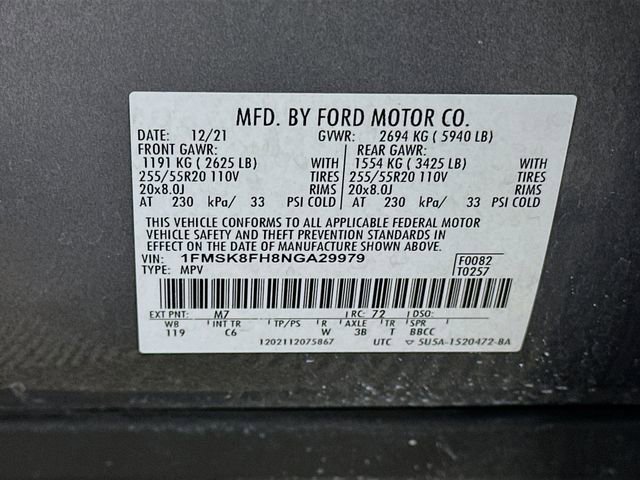 MFD. BY FORD MOTOR CO.
DATE: 12/21 GVWR: 2694 KG ( 5940 LB)
FRONT GAWR: REAR GAWR:
1191 KG ( 2625 LB) WITH 1554 KG ( 3425 LB) WITH
255/55R20 110V TIRES 255/55R20 110V TIRES
20x8.0J RIMS 20x8.0J RIMS
AT 230 kPa/ 33 PSI COLD AT 230 kPa/ 33 PSI COLD
THIS VEHICLE CONFORMS TO ALL APPLICABLE FEDERAL MOTOR
VEHICLE SAFETY AND THEFT PREVENTION STANDARDS IN
EFFECT ON THE DATE OF MANUFACTURE SHOWN ABOVE.
VIN: 1FMSK8FH8NGA29979 F0082
TYPE: MPV T0257
EXT PNT: M7 RC: 72 DSO:
WB INT TR TP/PS R AXLE TR SPR
119 C6 W 3B T BBCC
1202112075867 UTC 5U5A-1520472-BA